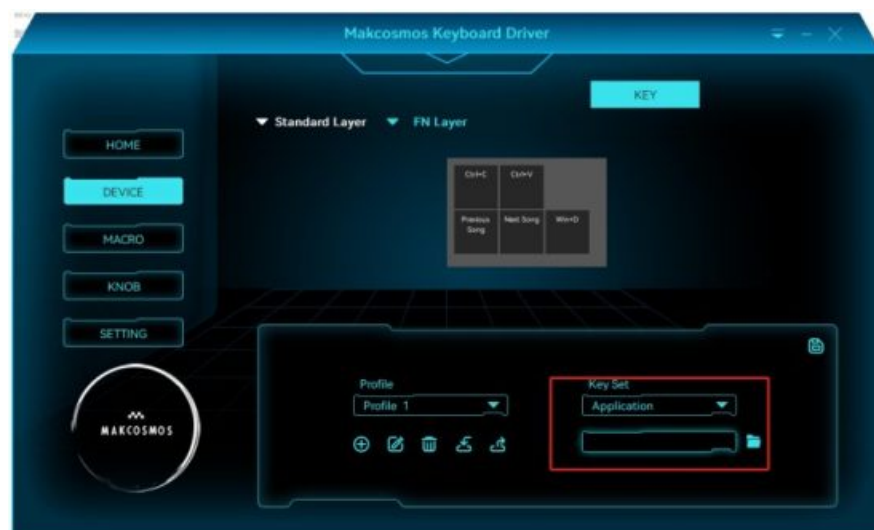 Makcosmos Keyboard Driver
KEY
Standard Layer FN Layer
HOME
DEVICE
MACRO
KNOB
SETTING
Ctrl+C Ctrl+V
Previous Song Next Song Win+D
Profile
Profile 1
Key Set
Application
MAKCOSMOS